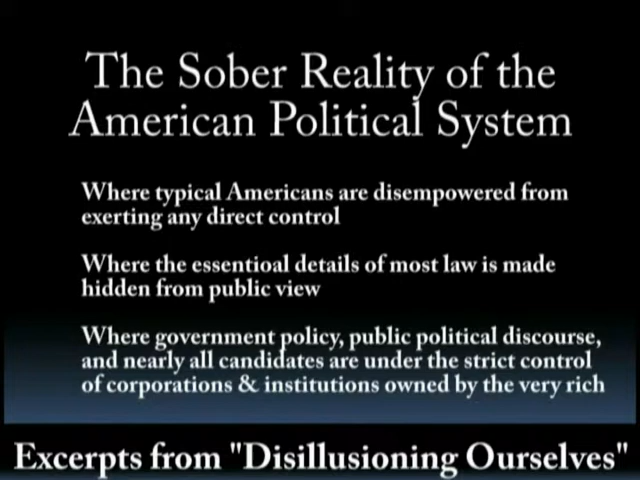 The Sober Reality of the
American Political System
Where typical Americans are disempowered from
exerting any direct control
Where the essentioal details of most law is made
hidden from public view
Where government policy, public political discourse,
and nearly all candidates are under the strict control
of corporations & institutions owned by the very rich
Excerpts from "Disillusioning Ourselves"